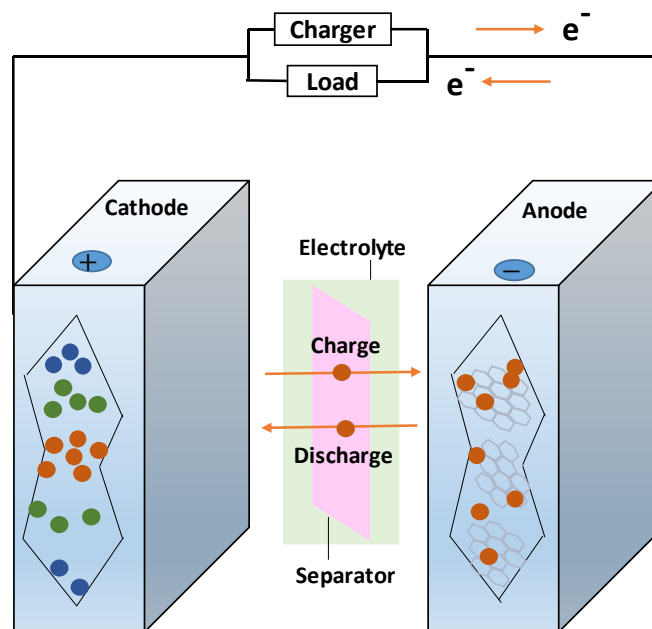 Charger
e⁻
Load
e⁻
Cathode
Anode
+
−
Electrolyte
Charge
Discharge
Separator